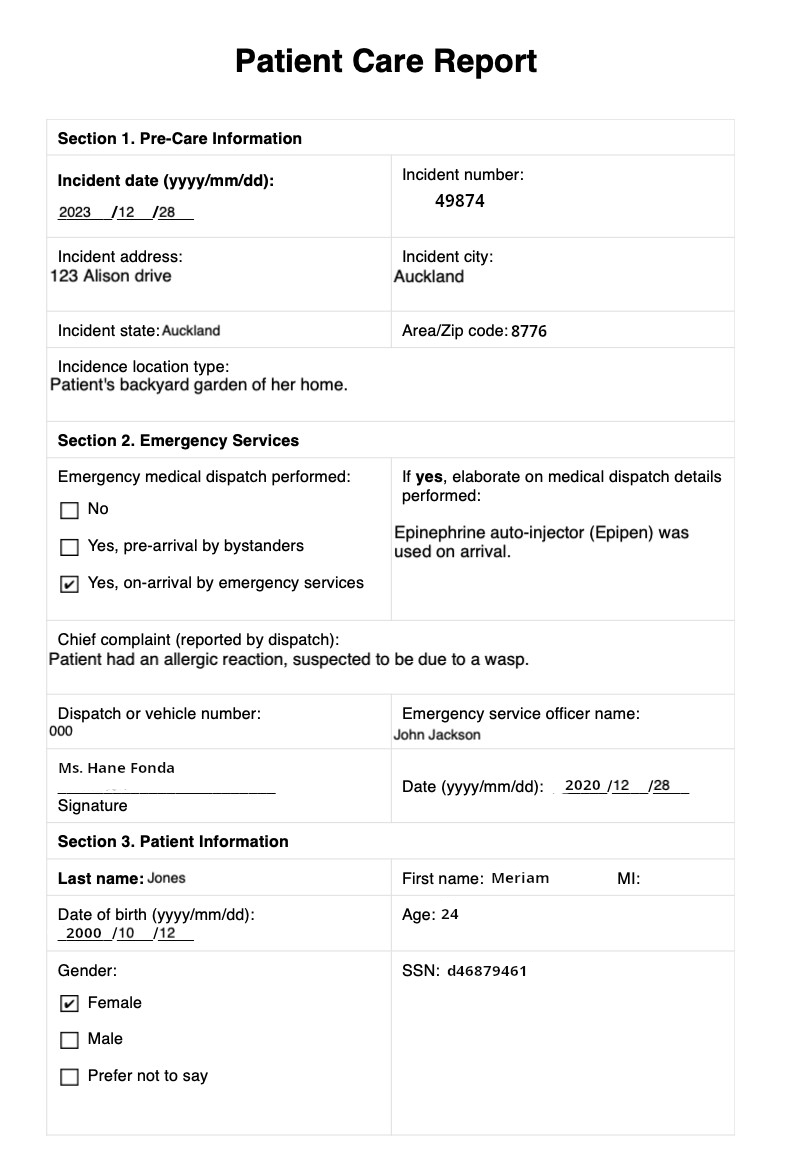 Patient Care Report
Section 1. Pre-Care Information
Incident date (yyyy/mm/dd):
2023 /12 /28
Incident number:
49874
Incident address:
123 Alison drive
Incident city:
Auckland
Incident state: Auckland
Area/Zip code: 8776
Incidence location type:
Patient's backyard garden of her home.
Section 2. Emergency Services
Emergency medical dispatch performed:
No
Yes, pre-arrival by bystanders
Yes, on-arrival by emergency services
If yes, elaborate on medical dispatch details
performed:
Epinephrine auto-injector (Epipen) was
used on arrival.
Chief complaint (reported by dispatch):
Patient had an allergic reaction, suspected to be due to a wasp.
Dispatch or vehicle number:
000
Emergency service officer name:
John Jackson
Ms. Hane Fonda
Signature
Date (yyyy/mm/dd): 2020 /12 /28
Section 3. Patient Information
Last name: Jones
First name: Meriam MI:
Date of birth (yyyy/mm/dd):
2000 /10 /12
Age: 24
Gender:
Female
Male
Prefer not to say
SSN: d46879461